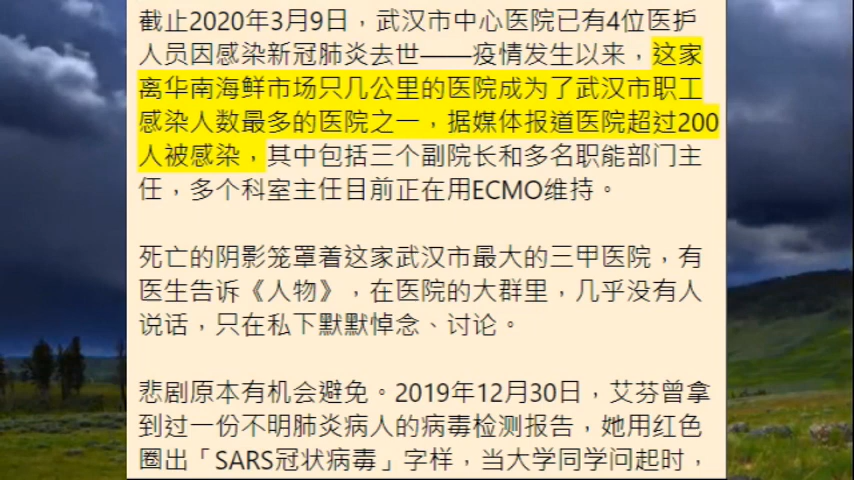 截止2020年3月9日，武汉市中心医院已有4位医护
人员因感染新冠肺炎去世——疫情发生以来，这家
离华南海鲜市场只几公里的医院成为了武汉市职工
感染人数最多的医院之一，据媒体报道医院超过200
人被感染，其中包括三个副院长和多名职能部门主
任，多个科室主任目前正在用ECMO维持。
死亡的阴影笼罩着这家武汉市最大的三甲医院，有
医生告诉《人物》，在医院的大群里，几乎没有人
说话，只在私下默默悼念、讨论。
悲剧原本有机会避免。2019年12月30日，艾芬曾拿
到过一份不明肺炎病人的病毒检测报告，她用红色
圈出「SARS冠状病毒」字样，当大学同学问起时，